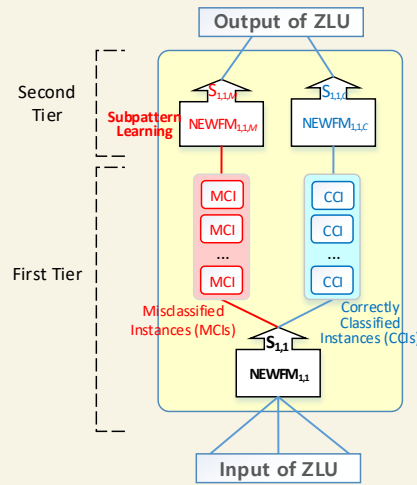 Output of ZLU
Second
Tier
S1,1,M
S1,1,C
Subpattern
Learning
NEWFM1,1,M
NEWFM1,1,C
MCI
CCI
MCI
CCI
...
...
MCI
CCI
First Tier
Misclassified
Instances (MCIs)
Correctly
Classified
Instances (CCIs)
S1,1
NEWFM1,1
Input of ZLU